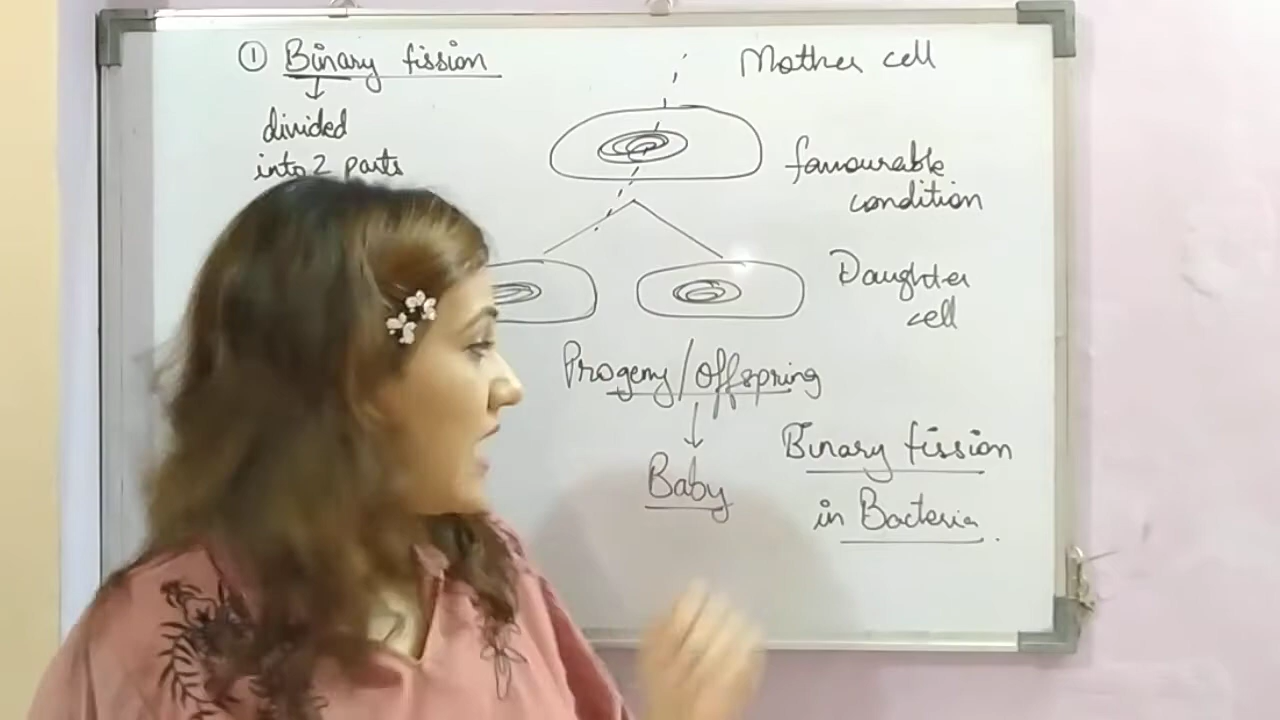 ① Binary fission
divided
into 2 parts
Mother cell
favourable
condition
Daughter
cell
Progeny/offspring
Baby
Binary fission
in Bacteria.